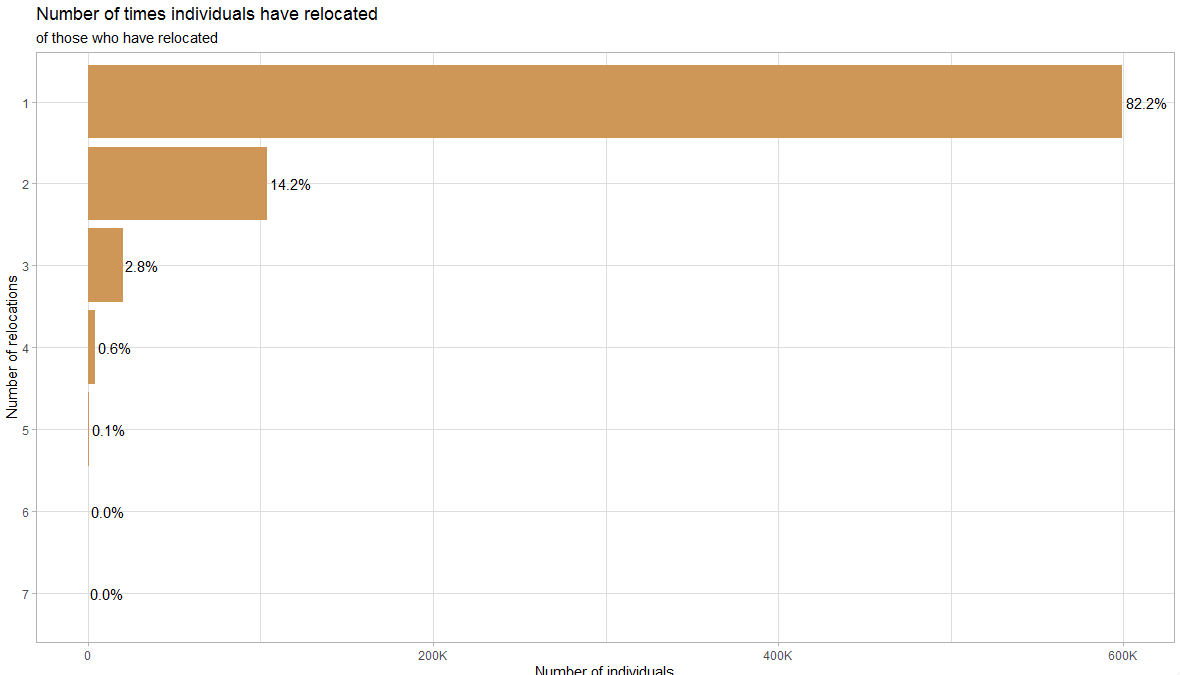 Number of times individuals have relocated
of those who have relocated
Number of relocations
1
82.2%
2
14.2%
3
2.8%
4
0.6%
5
0.1%
6
0.0%
7
0.0%
0
200K
400K
600K
Number of individuals